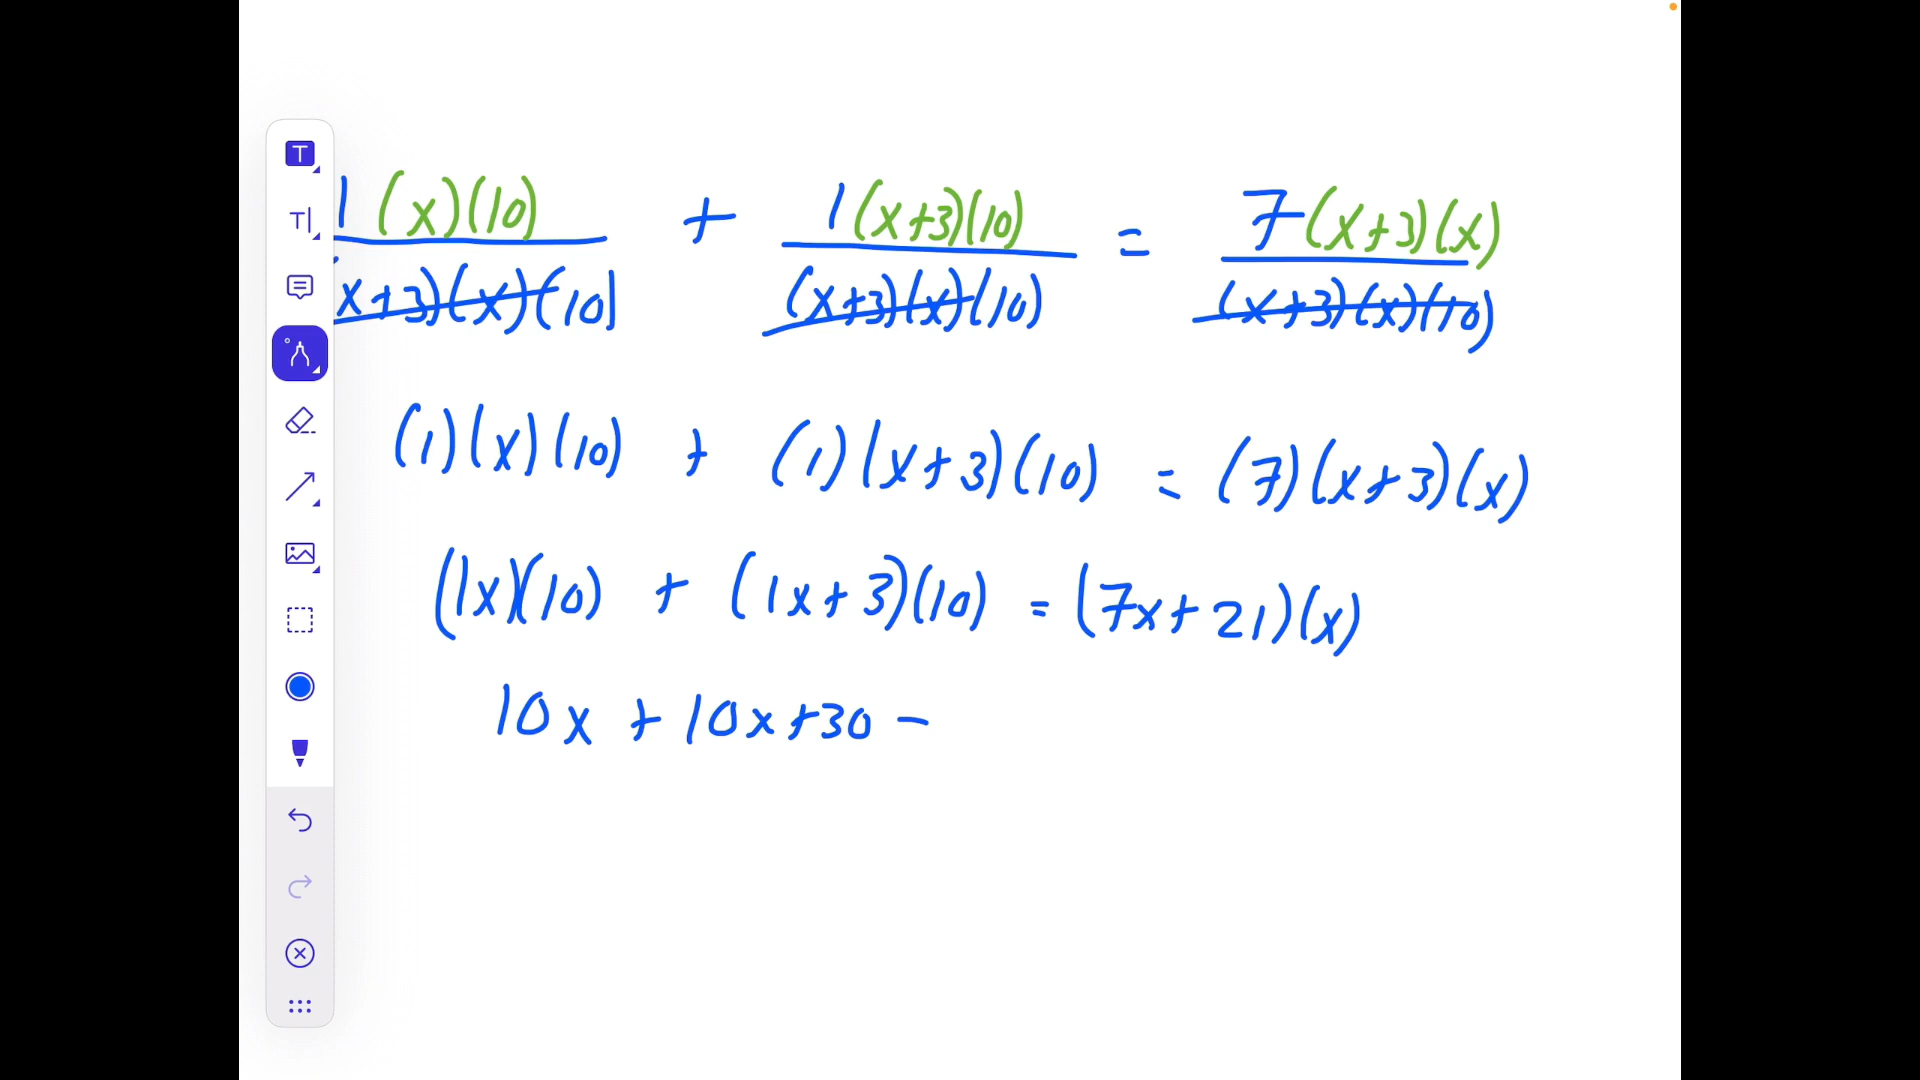 1 (x)(10) + 1(x+3)(10) = 7(x+3)(x)
x+3)(x)(10) (x+3)(x)(10) (x+3)(x)(10)
(1)(x)(10) + (1)(x+3)(10) = (7)(x+3)(x)
(1x)(10) + (1x+3)(10) = (7x+21)(x)
10x + 10x+30 -